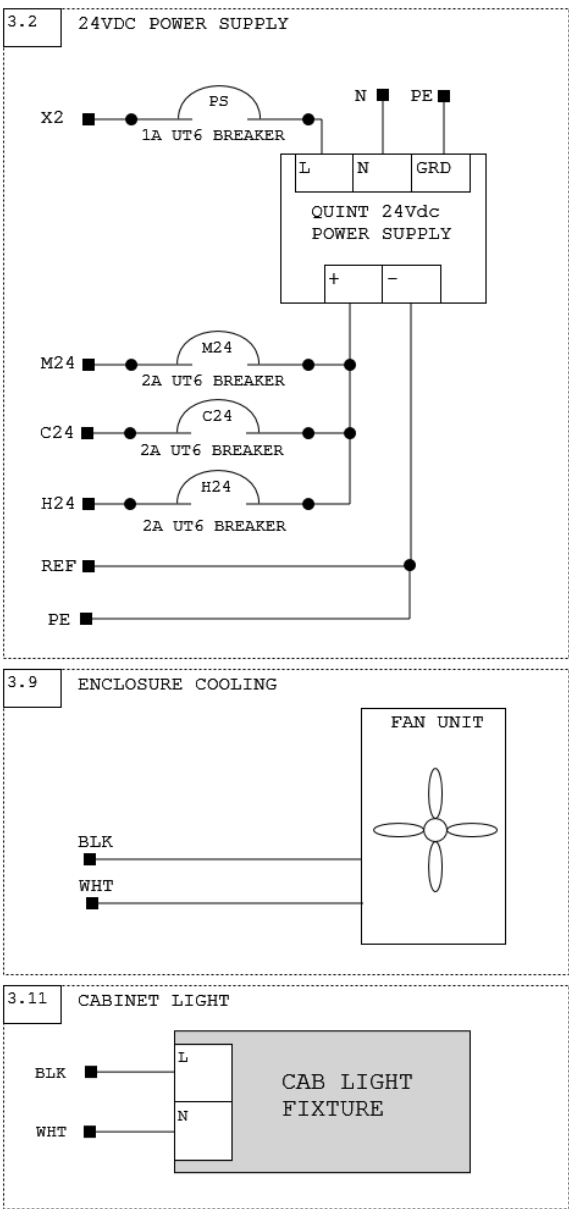 3.2
24VDC POWER SUPPLY
N
PE
PS
X2
1A UT6 BREAKER
L
N
GRD
QUINT 24Vdc
POWER SUPPLY
+
-
M24
M24
2A UT6 BREAKER
C24
C24
2A UT6 BREAKER
H24
H24
2A UT6 BREAKER
REF
PE
3.9
ENCLOSURE COOLING
FAN UNIT
BLK
WHT
3.11
CABINET LIGHT
L
BLK
CAB LIGHT
FIXTURE
N
WHT